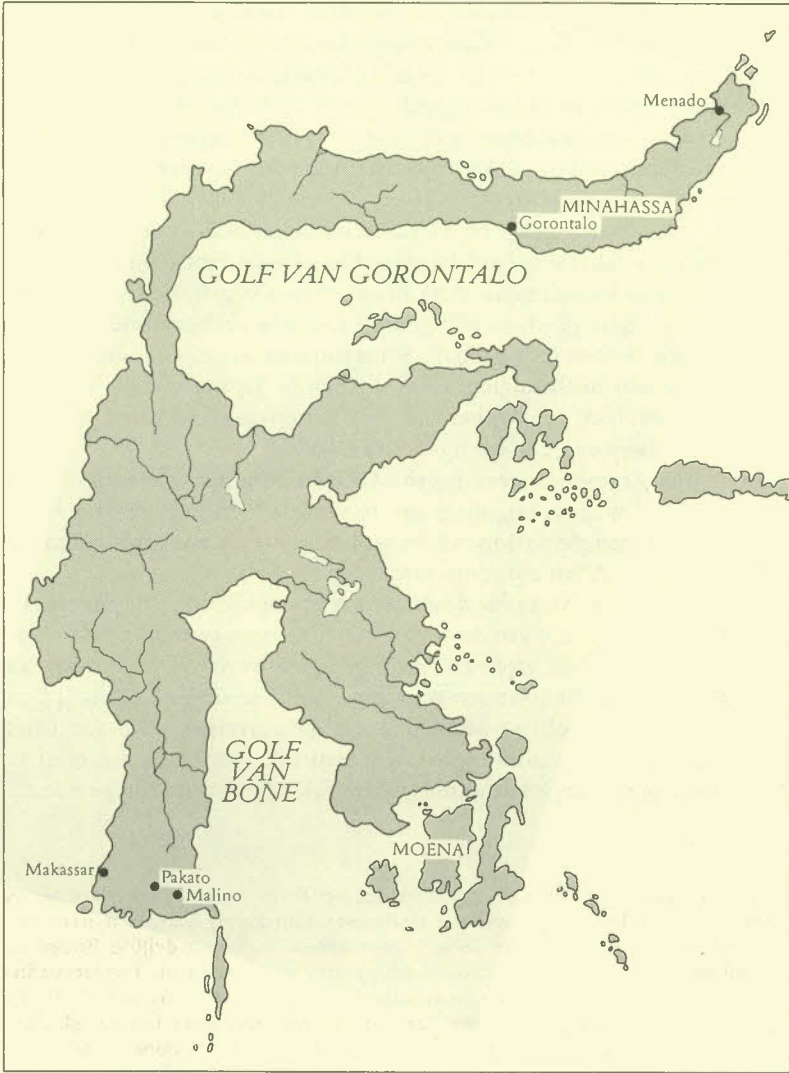 Menado
MINAHASSA
Gorontalo
GOLF VAN GORONTALO
GOLF
VAN
BONE
MOENA
Makassar
Pakato
Malino